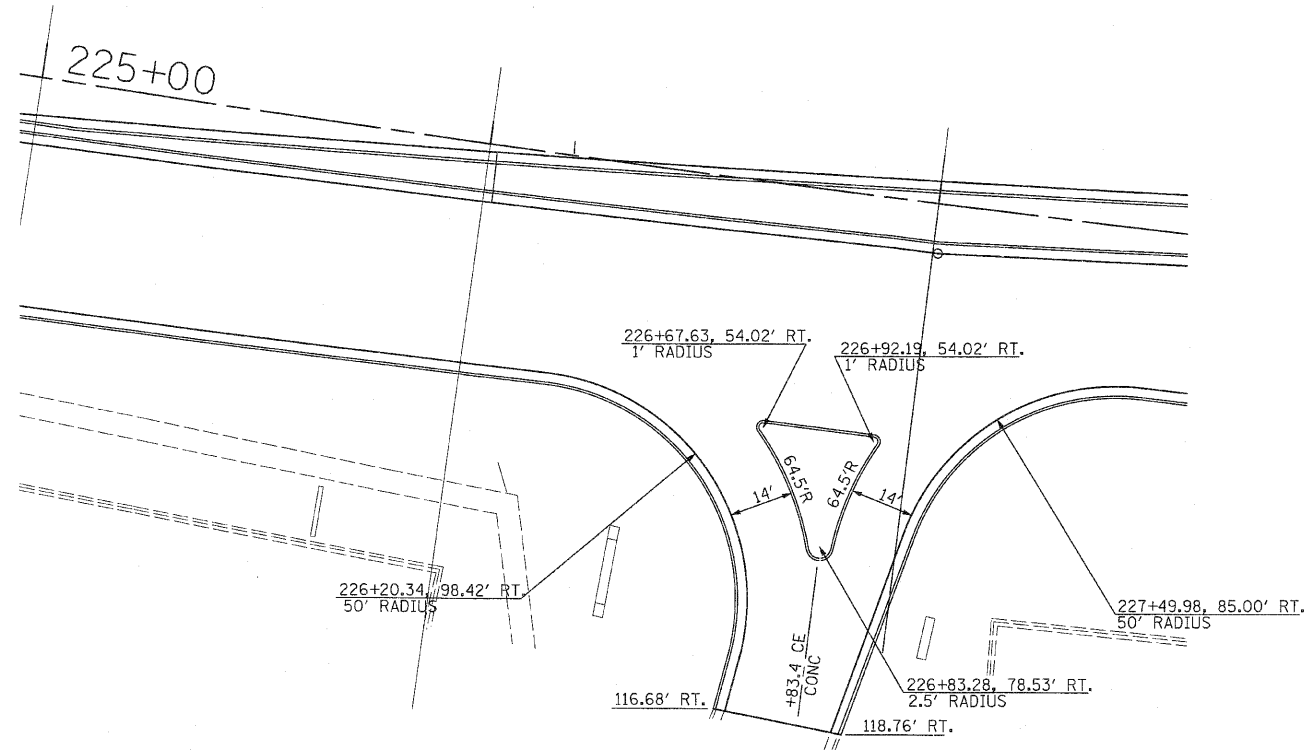 225+00
226+67.63, 54.02' RT.
1' RADIUS
226+92.19, 54.02' RT.
1' RADIUS
64.5'R
64.5'R
14'
14'
226+20.34, 98.42' RT.
50' RADIUS
227+49.98, 85.00' RT.
50' RADIUS
+83.4 CE
CONC
226+83.28, 78.53' RT.
2.5' RADIUS
116.68' RT.
118.76' RT.